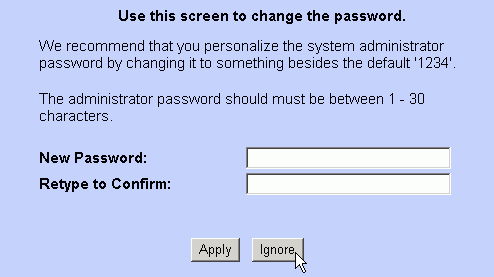 Use this screen to change the password.
We recommend that you personalize the system administrator
password by changing it to something besides the default '1234'.
The administrator password should must be between 1 - 30
characters.
New Password:
Retype to Confirm:
Apply Ignore